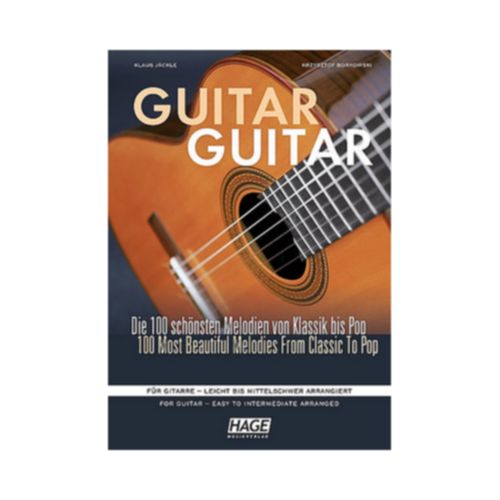 KLAUS JÄCKLE KRZYSZTOF BORKOWSKI
GUITAR
GUITAR
Die 100 schönsten Melodien von Klassik bis Pop
100 Most Beautiful Melodies From Classic To Pop
FÜR GITARRE – LEICHT BIS MITTELSCHWER ARRANGIERT
FOR GUITAR – EASY TO INTERMEDIATE ARRANGED
HAGE
MUSIKVERLAG